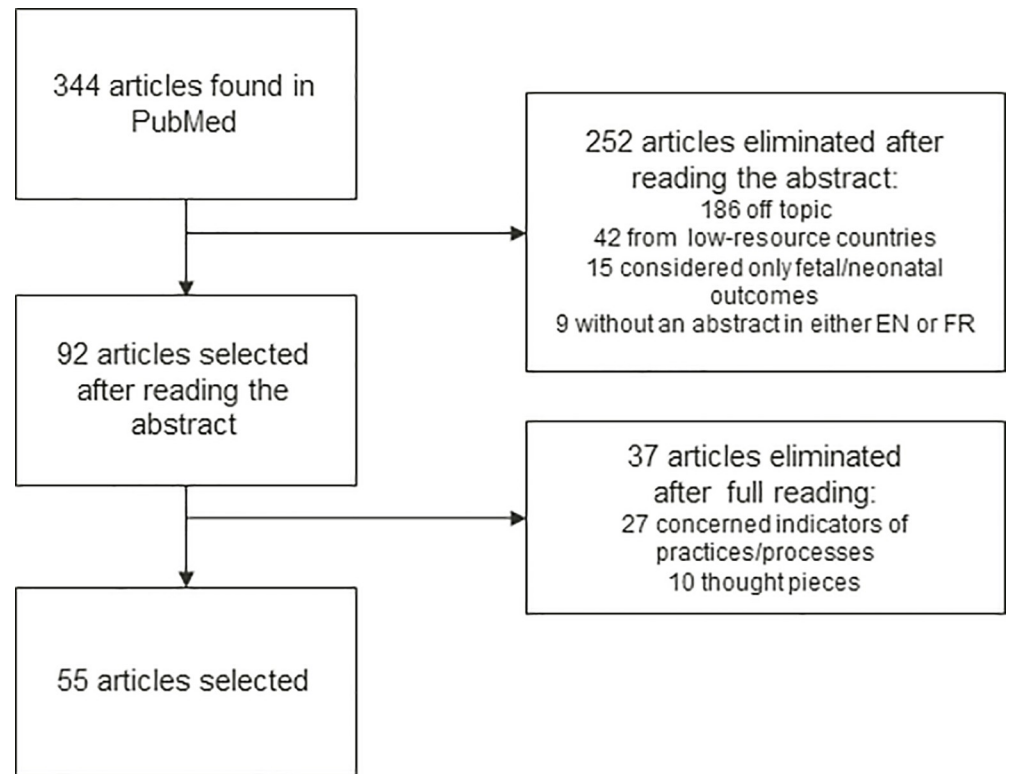 344 articles found in
PubMed
252 articles eliminated after
reading the abstract:
186 off topic
42 from low-resource countries
15 considered only fetal/neonatal
outcomes
9 without an abstract in either EN or FR
92 articles selected
after reading the
abstract
37 articles eliminated
after full reading:
27 concerned indicators of
practices/processes
10 thought pieces
55 articles selected